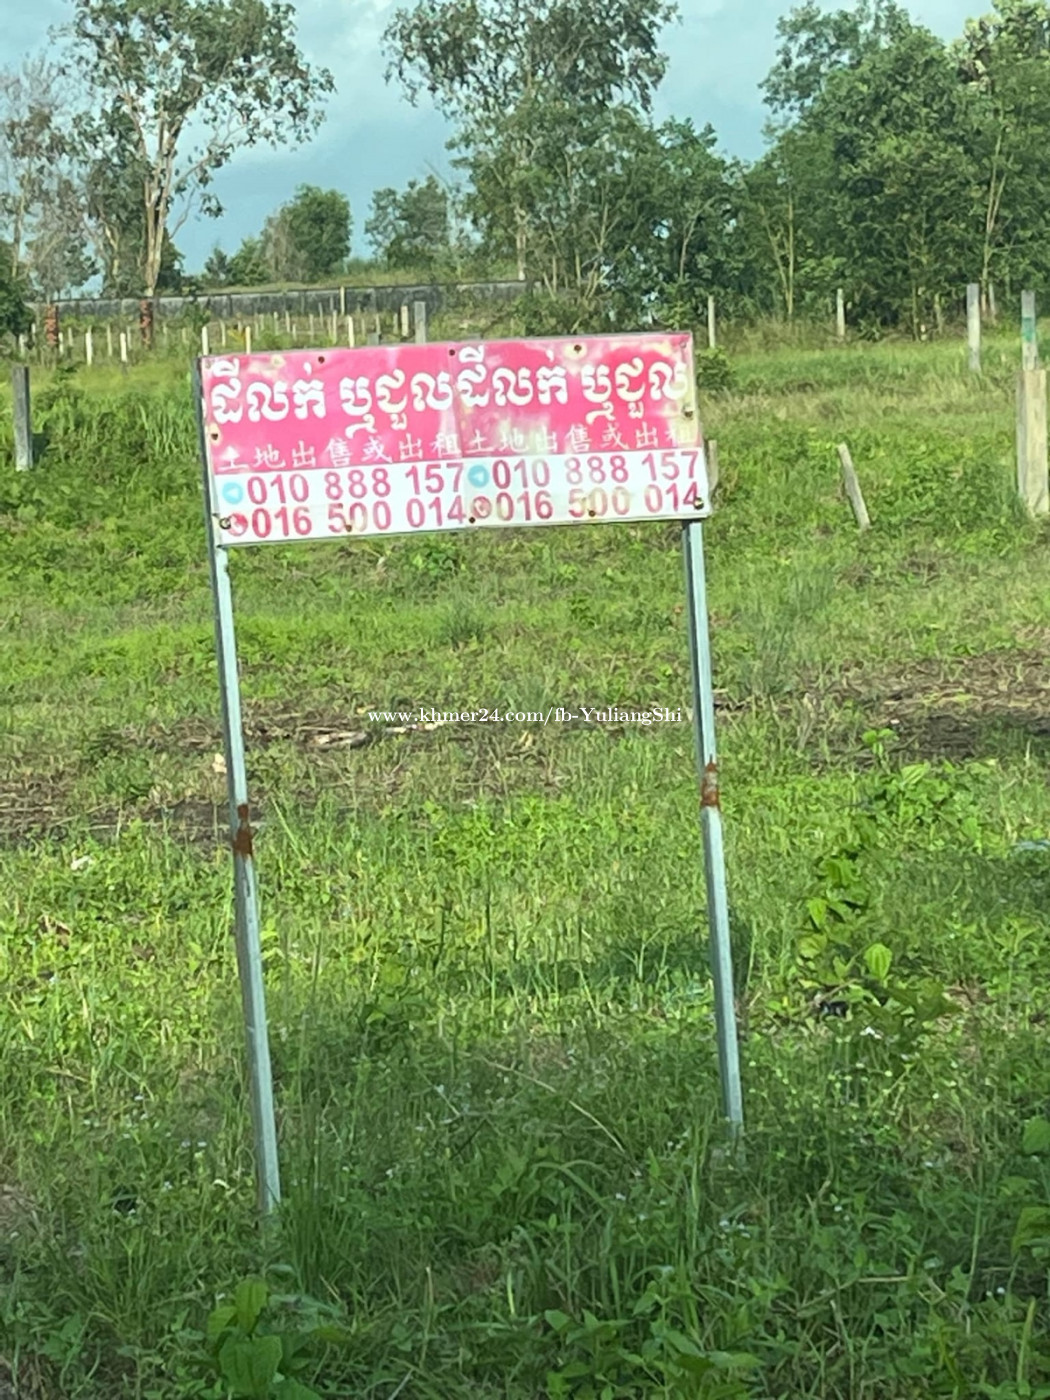 ដីលក់ ឬជួលដីលក់ ឬជួល
土地出售或出租土地出售或出租
010 888 157 010 888 157
016 500 014 016 500 014
www.khmer24.com/fb-YuliangShi